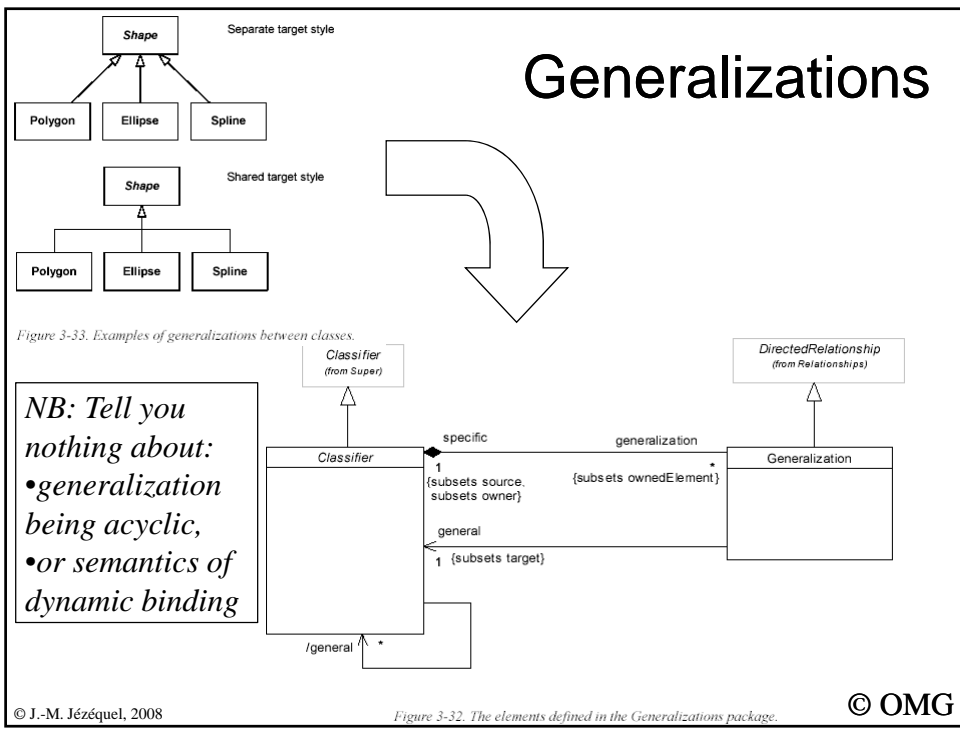 Generalizations
Shape
Separate target style
Polygon
Ellipse
Spline
Shape
Shared target style
Polygon
Ellipse
Spline
Figure 3-33. Examples of generalizations between classes.
NB: Tell you
nothing about:
•generalization
being acyclic,
•or semantics of
dynamic binding
Classifier
(from Super)
DirectedRelationship
(from Relationships)
Classifier
specific
1
{subsets source,
subsets owner}
generalization
*
{subsets ownedElement}
Generalization
general
1 {subsets target}
/general *
© J.-M. Jézéquel, 2008
Figure 3-32. The elements defined in the Generalizations package.
© OMG